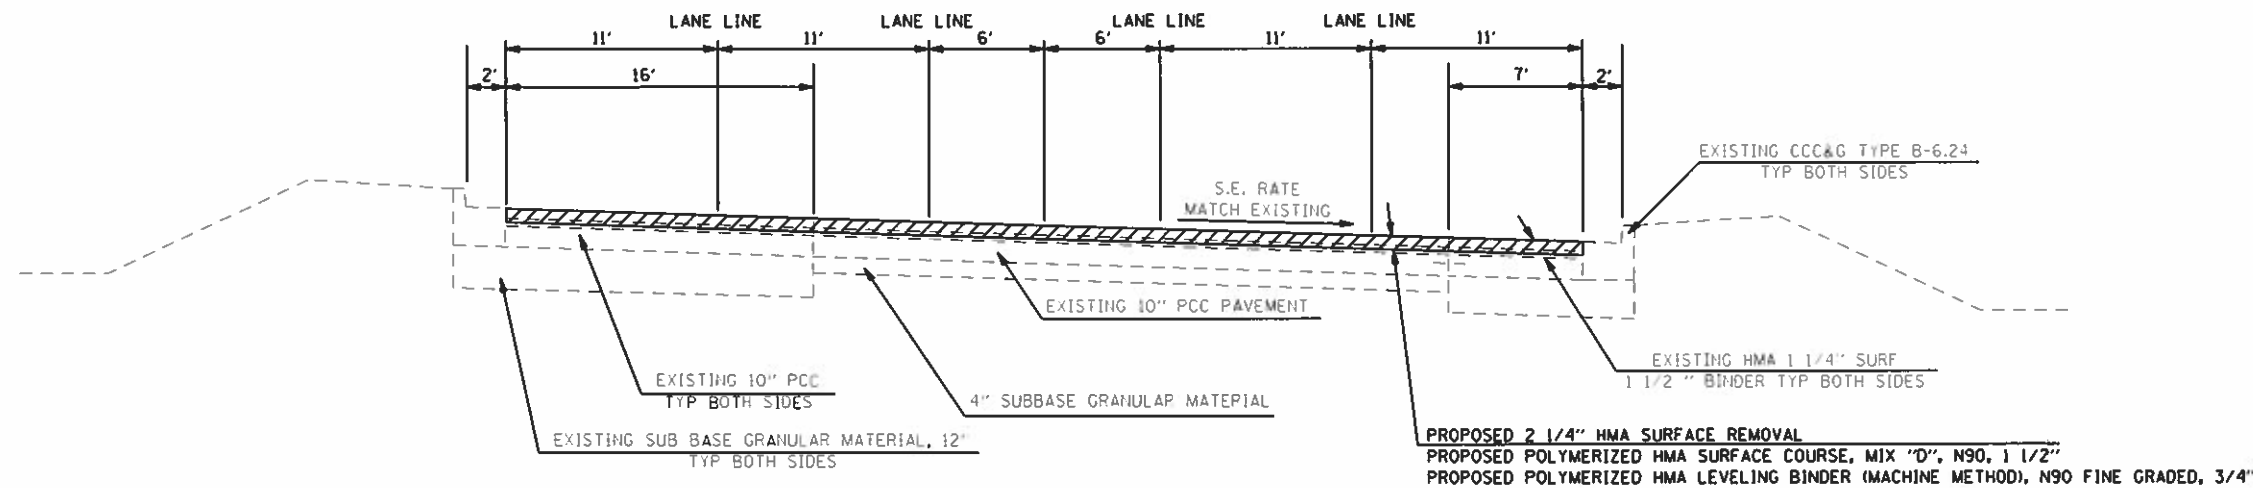 LANE LINE LANE LINE LANE LINE LANE LINE
11' 11' 6' 6' 11' 11'
2' 16' 7' 2'
EXISTING CCC&G TYPE B-6.24
TYP BOTH SIDES
S.E. RATE
MATCH EXISTING
EXISTING 10" PCC PAVEMENT
EXISTING HMA 1 1/4" SURF
1 1/2 " BINDER TYP BOTH SIDES
EXISTING 10" PCC
TYP BOTH SIDES
4" SUBBASE GRANULAR MATERIAL
EXISTING SUB BASE GRANULAR MATERIAL, 12"
TYP BOTH SIDES
PROPOSED 2 1/4" HMA SURFACE REMOVAL
PROPOSED POLYMERIZED HMA SURFACE COURSE, MIX "D", N90, 1 1/2"
PROPOSED POLYMERIZED HMA LEVELING BINDER (MACHINE METHOD), N90 FINE GRADED, 3/4"